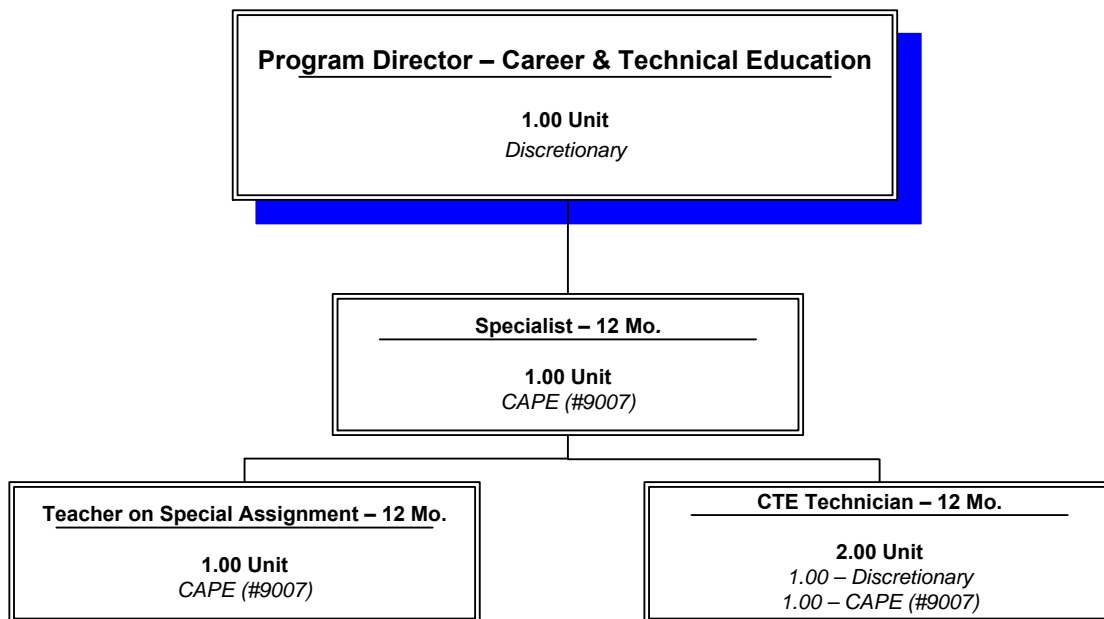 Program Director – Career & Technical Education
1.00 Unit
Discretionary
Specialist – 12 Mo.
1.00 Unit
CAPE (#9007)
Teacher on Special Assignment – 12 Mo.
1.00 Unit
CAPE (#9007)
CTE Technician – 12 Mo.
2.00 Unit
1.00 – Discretionary
1.00 – CAPE (#9007)